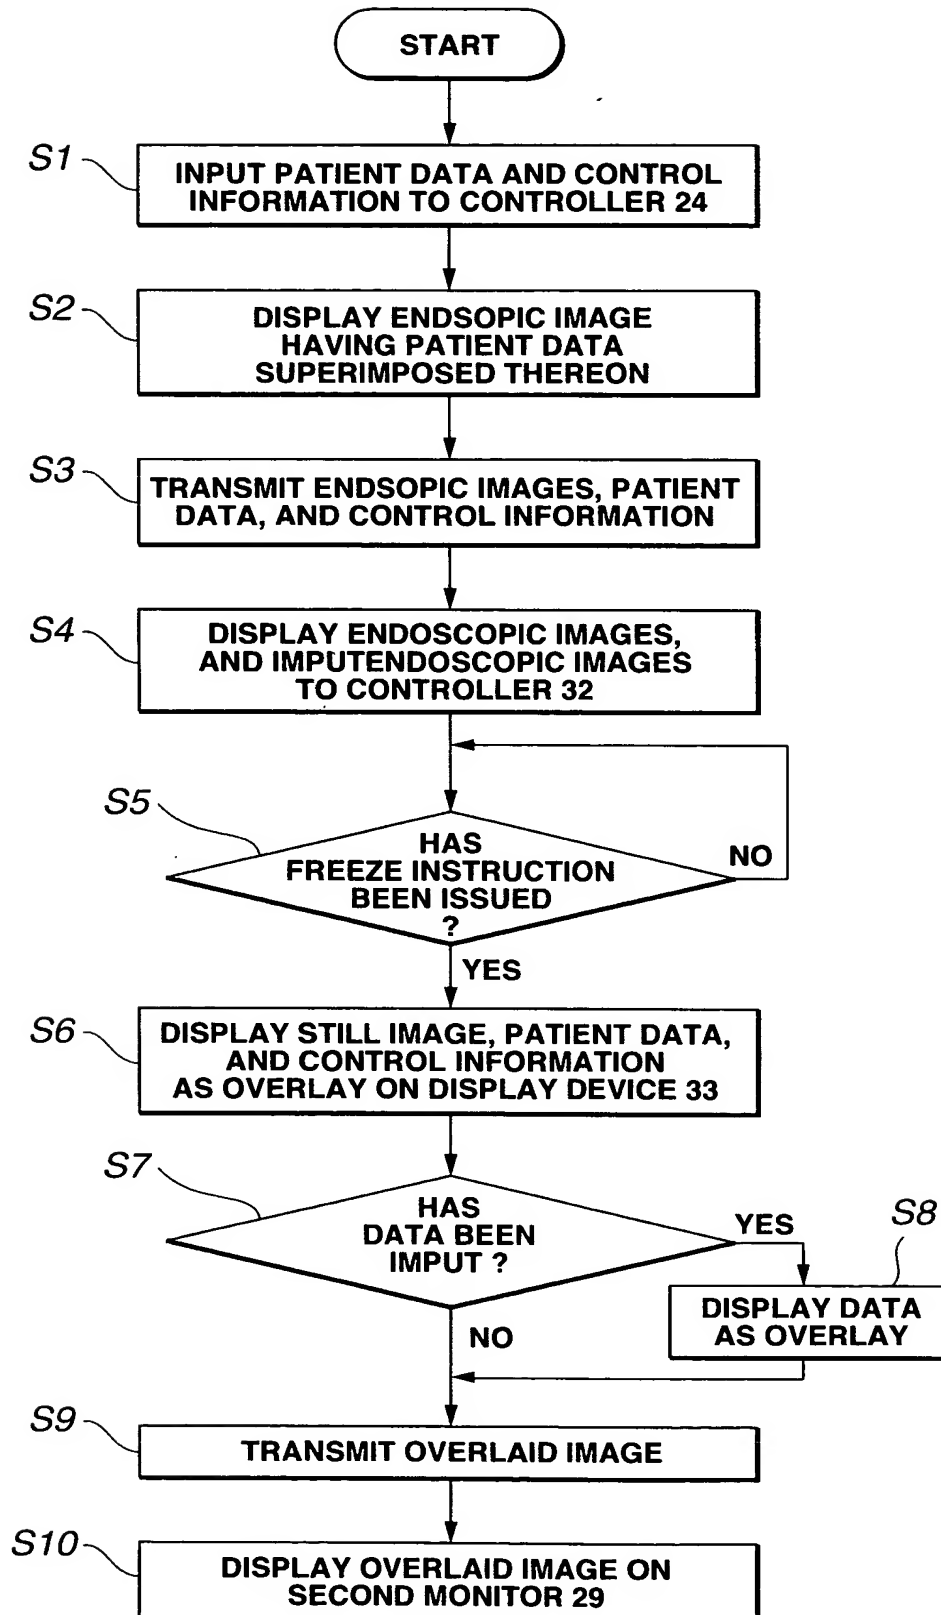 START
S1
INPUT PATIENT DATA AND CONTROL
INFORMATION TO CONTROLLER 24
S2
DISPLAY ENDSOPIC IMAGE
HAVING PATIENT DATA
SUPERIMPOSED THEREON
S3
TRANSMIT ENDSOPIC IMAGES, PATIENT
DATA, AND CONTROL INFORMATION
S4
DISPLAY ENDOSCOPIC IMAGES,
AND IMPUTENDOSCOPIC IMAGES
TO CONTROLLER 32
S5
HAS
FREEZE INSTRUCTION
BEEN ISSUED
?
NO
YES
S6
DISPLAY STILL IMAGE, PATIENT DATA,
AND CONTROL INFORMATION
AS OVERLAY ON DISPLAY DEVICE 33
S7
HAS
DATA BEEN
IMPUT ?
YES
S8
DISPLAY DATA
AS OVERLAY
NO
S9
TRANSMIT OVERLAID IMAGE
S10
DISPLAY OVERLAID IMAGE ON
SECOND MONITOR 29